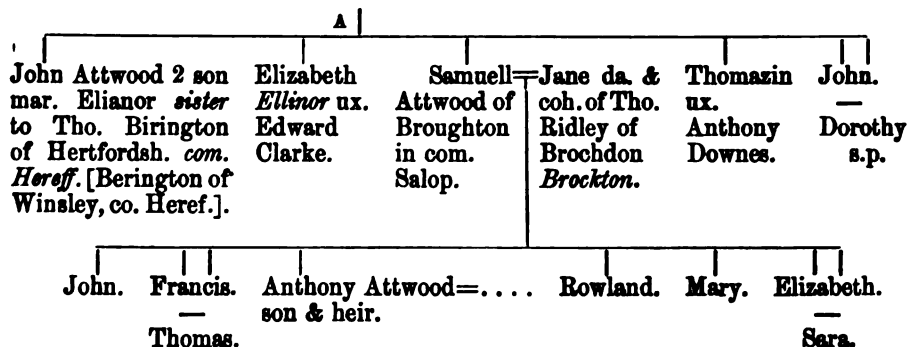 A
John Attwood 2 son
mar. Elianor sister
to Tho. Birington
of Hertfordsh. com.
Hereff. [Berington of
Winsley, co. Heref.].
Elizabeth
Ellinor ux.
Edward
Clarke.
Samuell=Jane da. &
Attwood of
Broughton
in com.
Salop.
coh. of Tho.
Ridley of
Brochdon
Brockton.
Thomazin
ux.
Anthony
Downes.
John.
—
Dorothy
s.p.
John.
Francis.
—
Thomas.
Anthony Attwood=....
son & heir.
Rowland.
Mary.
Elizabeth.
—
Sara.